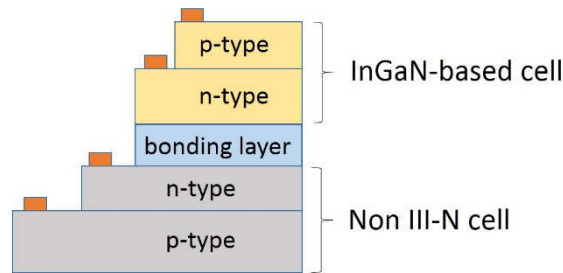 p-type
InGaN-based cell
n-type
bonding layer
n-type
Non III-N cell
p-type